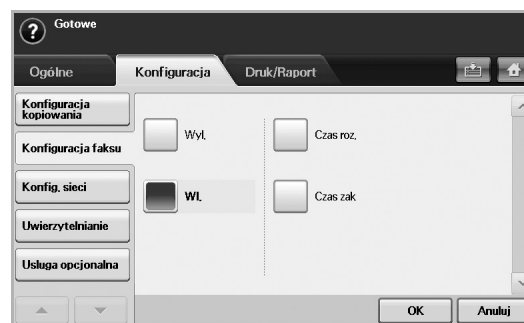 Gotowe
Ogólne
Konfiguracja
Druk/Raport
Konfiguracja
kopiowania
Konfiguracja faksu
Konfig. sieci
Uwierzytelnianie
Usługa opcjonalna
Wył.
Czas roz.
Wł.
Czas zak
OK
Anuluj